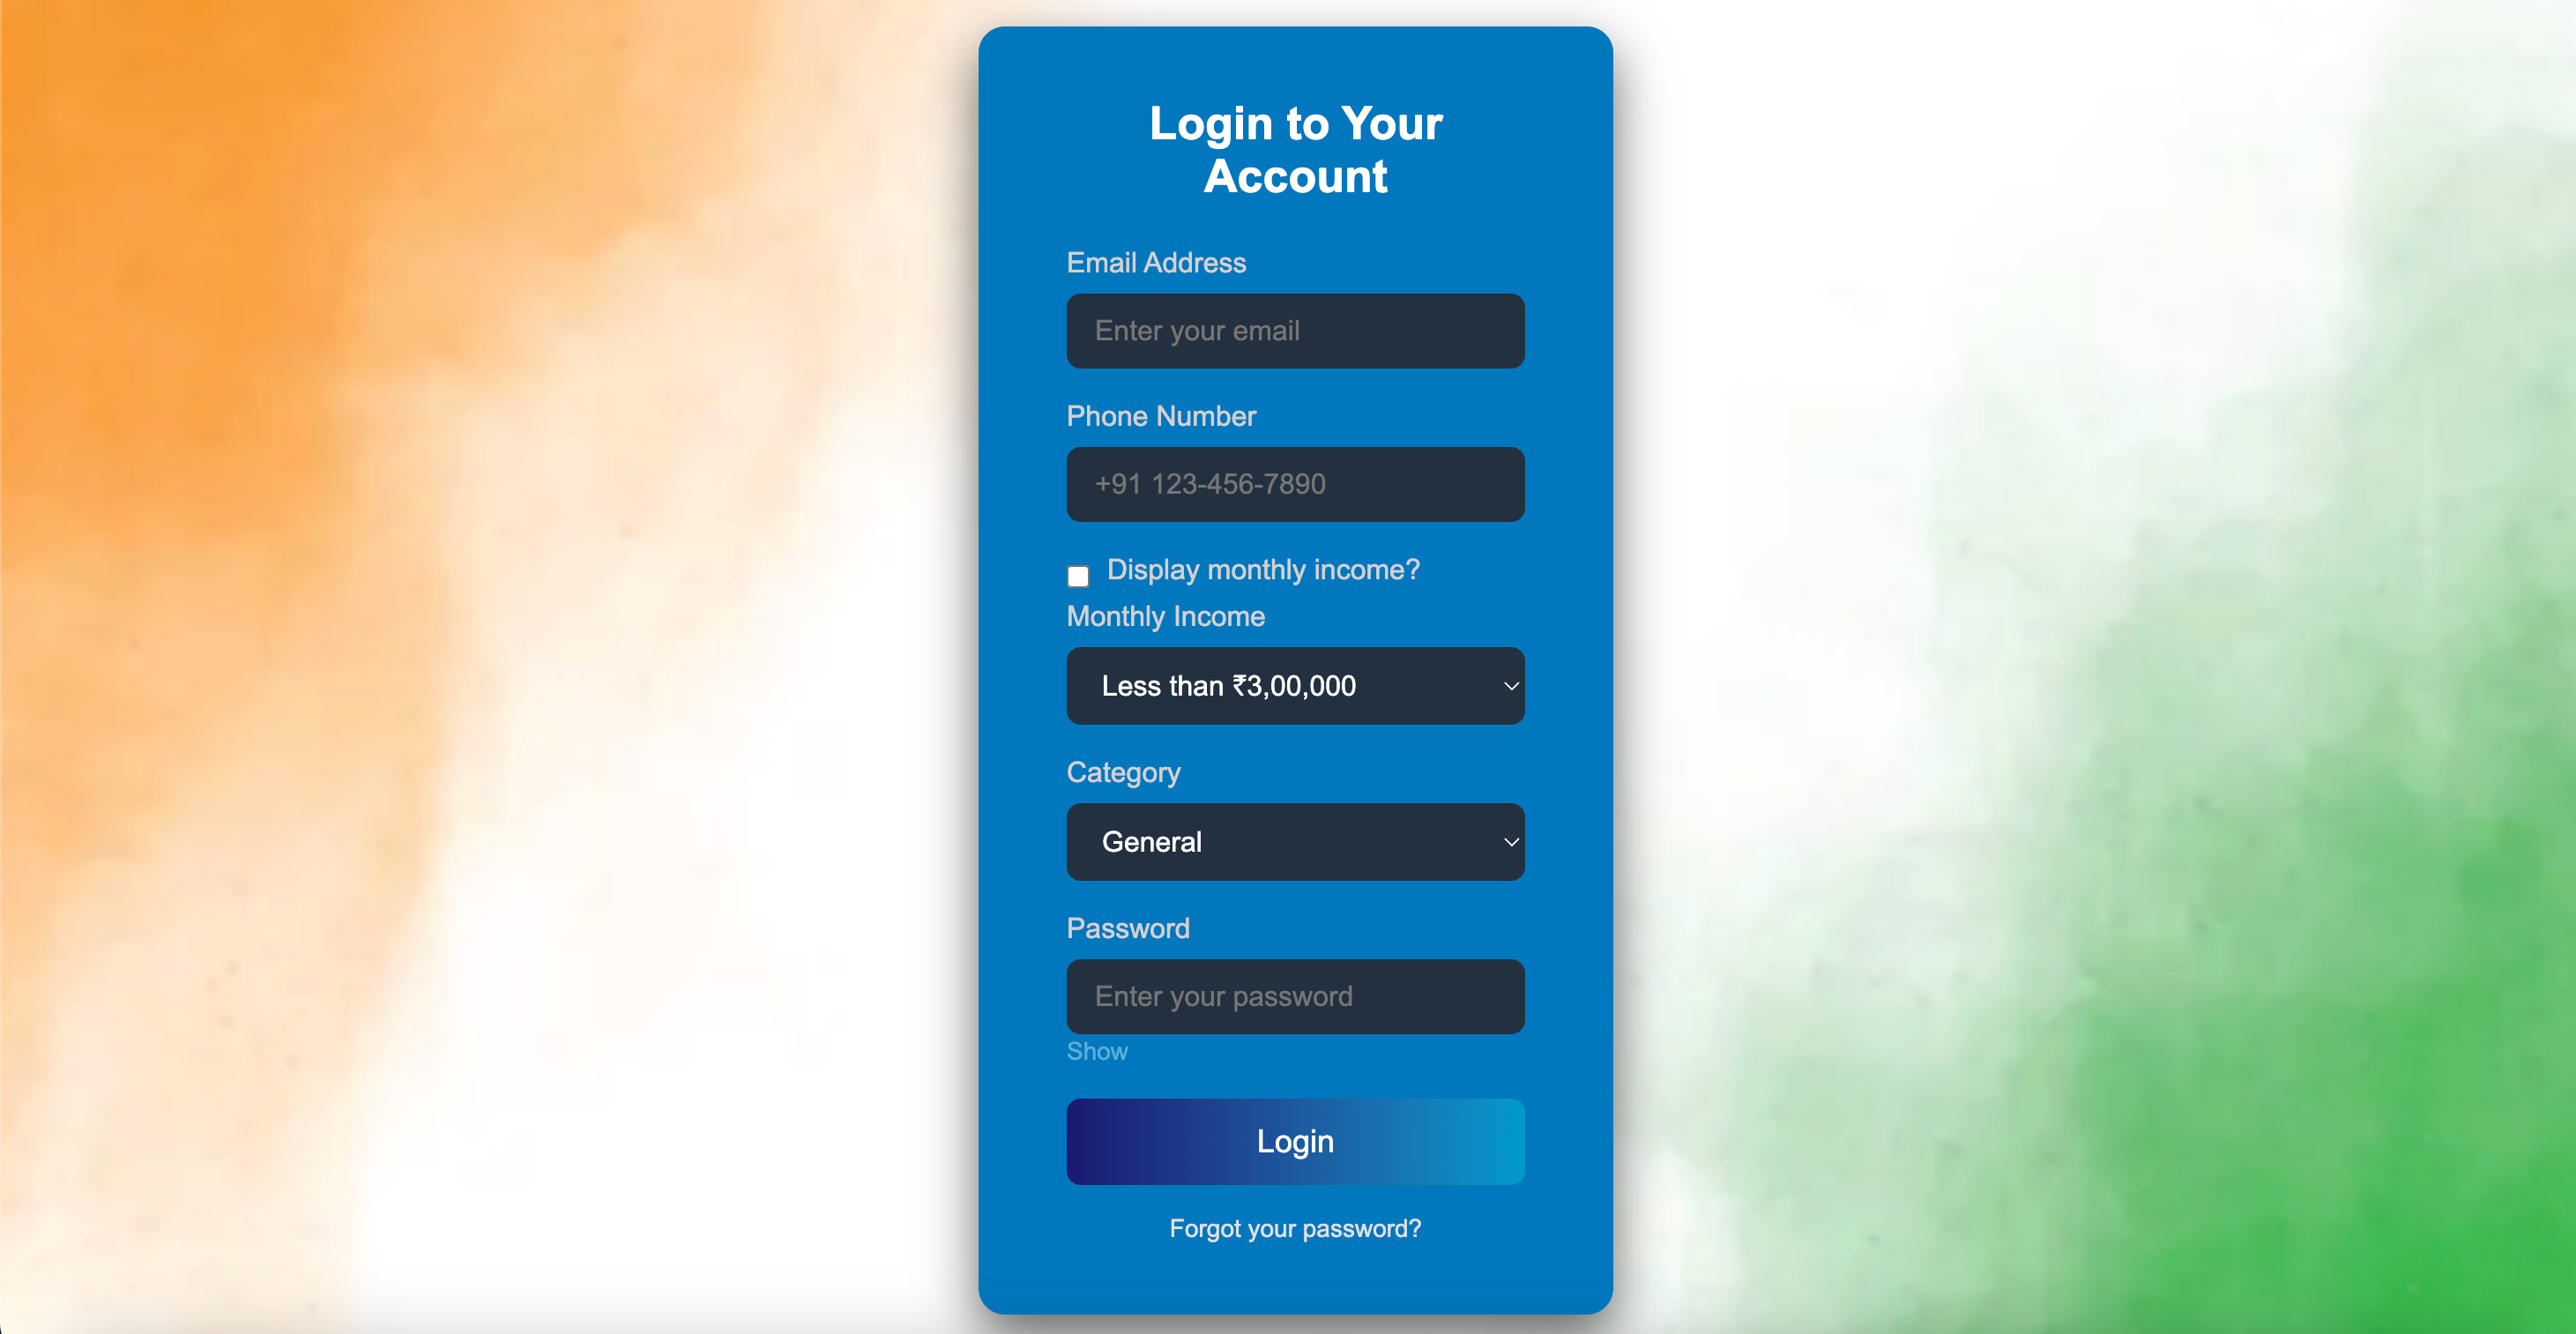 Login to Your
Account
Email Address
Enter your email
Phone Number
+91 123-456-7890
Display monthly income?
Monthly Income
Less than ₹3,00,000
Category
General
Password
Enter your password
Show
Login
Forgot your password?